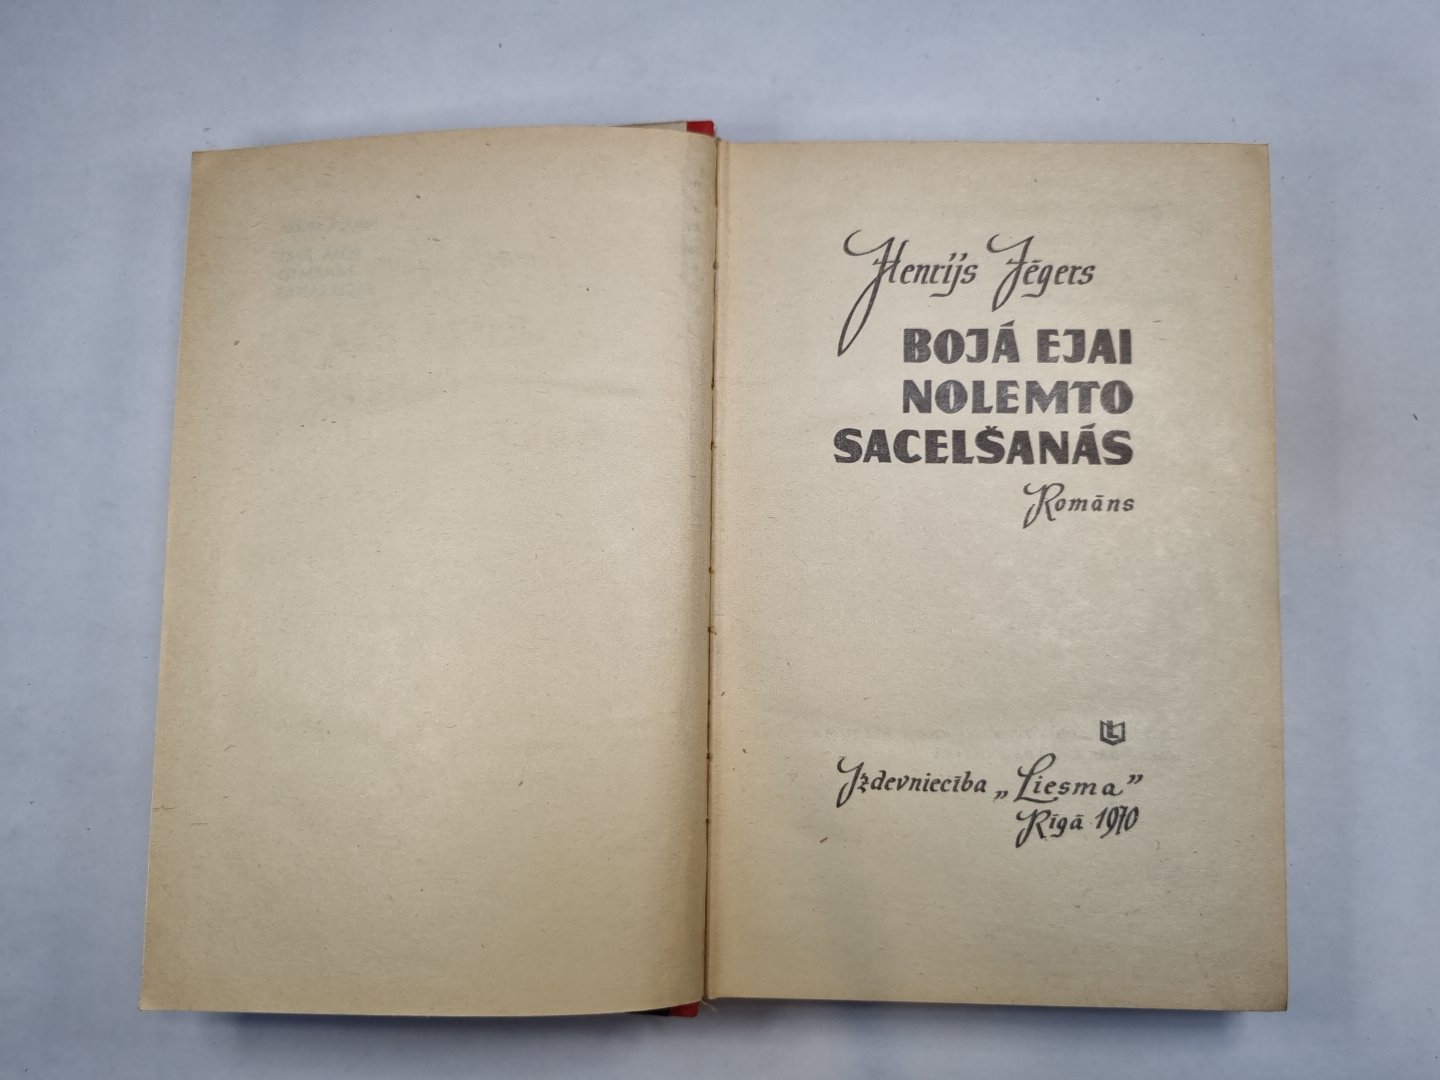 Henrijs Jēgers
BOJĀ EJAI
NOLEMTO
SACELŠANĀS
Romāns
Izdevniecība „Liesma”
Rīgā 1970